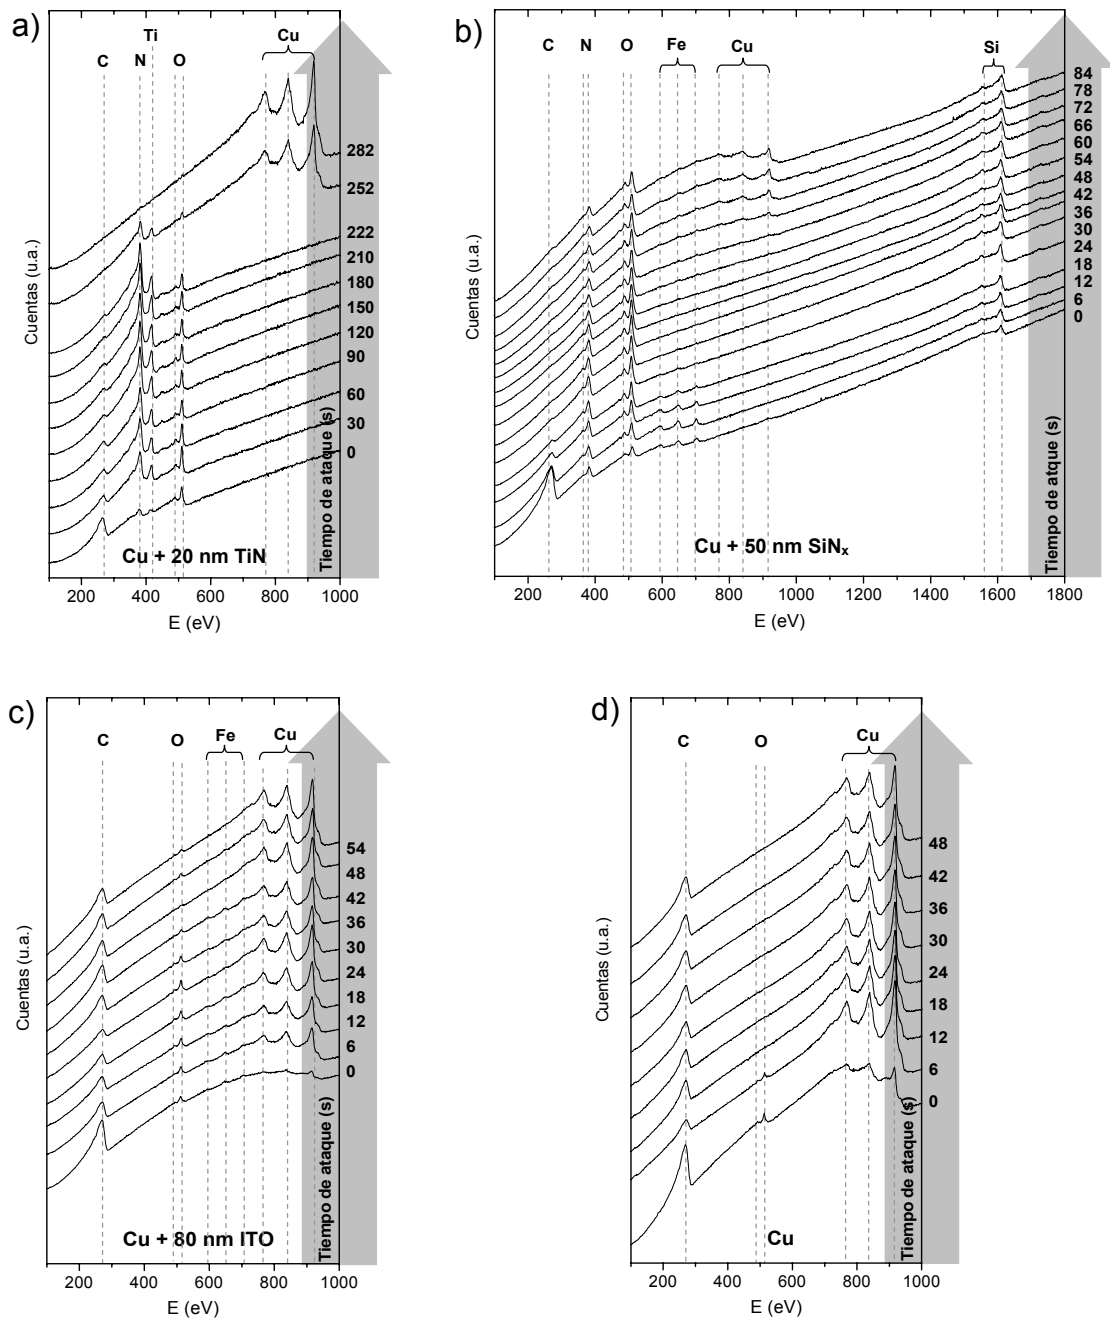 a)
Ti
Cu
C N O
282
252
222
210
180
150
120
90
60
30
0
Cuentas (u.a.)
Tiempo de ataque (s)
Cu + 20 nm TiN
200 400 600 800 1000
E (eV)
b)
C N O Fe Cu Si
84
78
72
66
60
54
48
42
36
30
24
18
12
6
0
Cuentas (u.a.)
Tiempo de atque (s)
Cu + 50 nm SiNₓ
200 400 600 800 1000 1200 1400 1600 1800
E (eV)
c)
C O Fe Cu
54
48
42
36
30
24
18
12
6
0
Cuentas (u.a.)
Tiempo de ataque (s)
Cu + 80 nm ITO
200 400 600 800 1000
E (eV)
d)
C O Cu
48
42
36
30
24
18
12
6
0
Cuentas (u.a.)
Tiempo de ataque (s)
Cu
200 400 600 800 1000
E (eV)